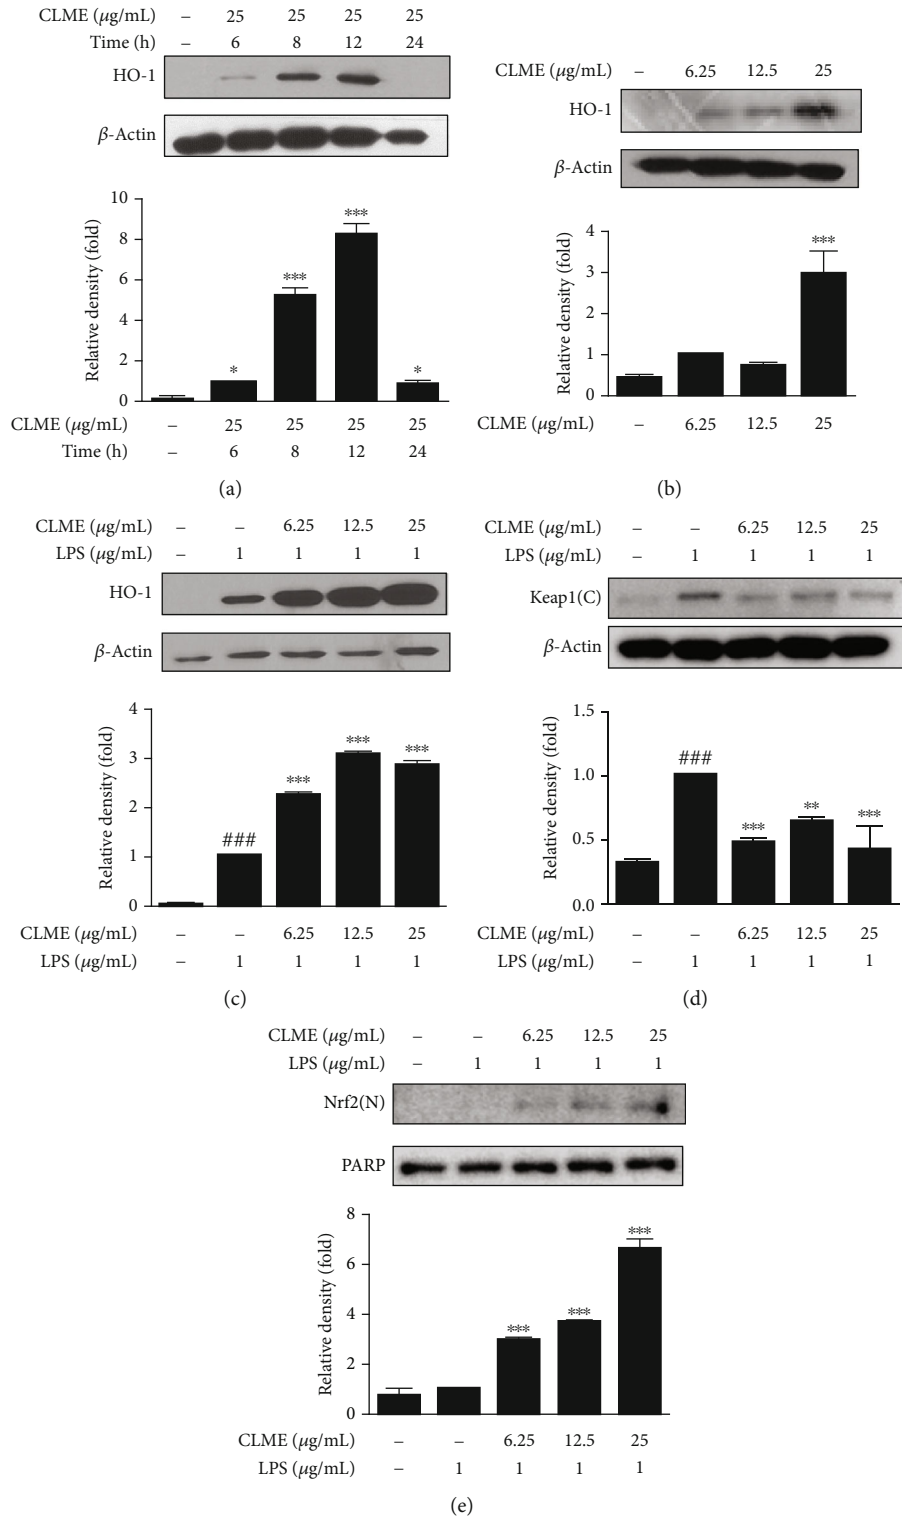 CLME (μg/mL) – 25 25 25 25
Time (h) – 6 8 12 24
HO-1
β-Actin
Relative density (fold)
10
8
6
4
2
0
* *** *** *
CLME (μg/mL) – 25 25 25 25
Time (h) – 6 8 12 24
(a)
CLME (μg/mL) – 6.25 12.5 25
HO-1
β-Actin
Relative density (fold)
4
3
2
1
0
***
CLME (μg/mL) – 6.25 12.5 25
(b)
CLME (μg/mL) – – 6.25 12.5 25
LPS (μg/mL) – 1 1 1 1
HO-1
β-Actin
Relative density (fold)
4
3
2
1
0
### *** *** ***
CLME (μg/mL) – – 6.25 12.5 25
LPS (μg/mL) – 1 1 1 1
(c)
CLME (μg/mL) – – 6.25 12.5 25
LPS (μg/mL) – 1 1 1 1
Keap1(C)
β-Actin
Relative density (fold)
1.5
1.0
0.5
0.0
### *** ** ***
CLME (μg/mL) – – 6.25 12.5 25
LPS (μg/mL) – 1 1 1 1
(d)
CLME (μg/mL) – – 6.25 12.5 25
LPS (μg/mL) – 1 1 1 1
Nrf2(N)
PARP
Relative density (fold)
8
6
4
2
0
*** *** ***
CLME (μg/mL) – – 6.25 12.5 25
LPS (μg/mL) – 1 1 1 1
(e)